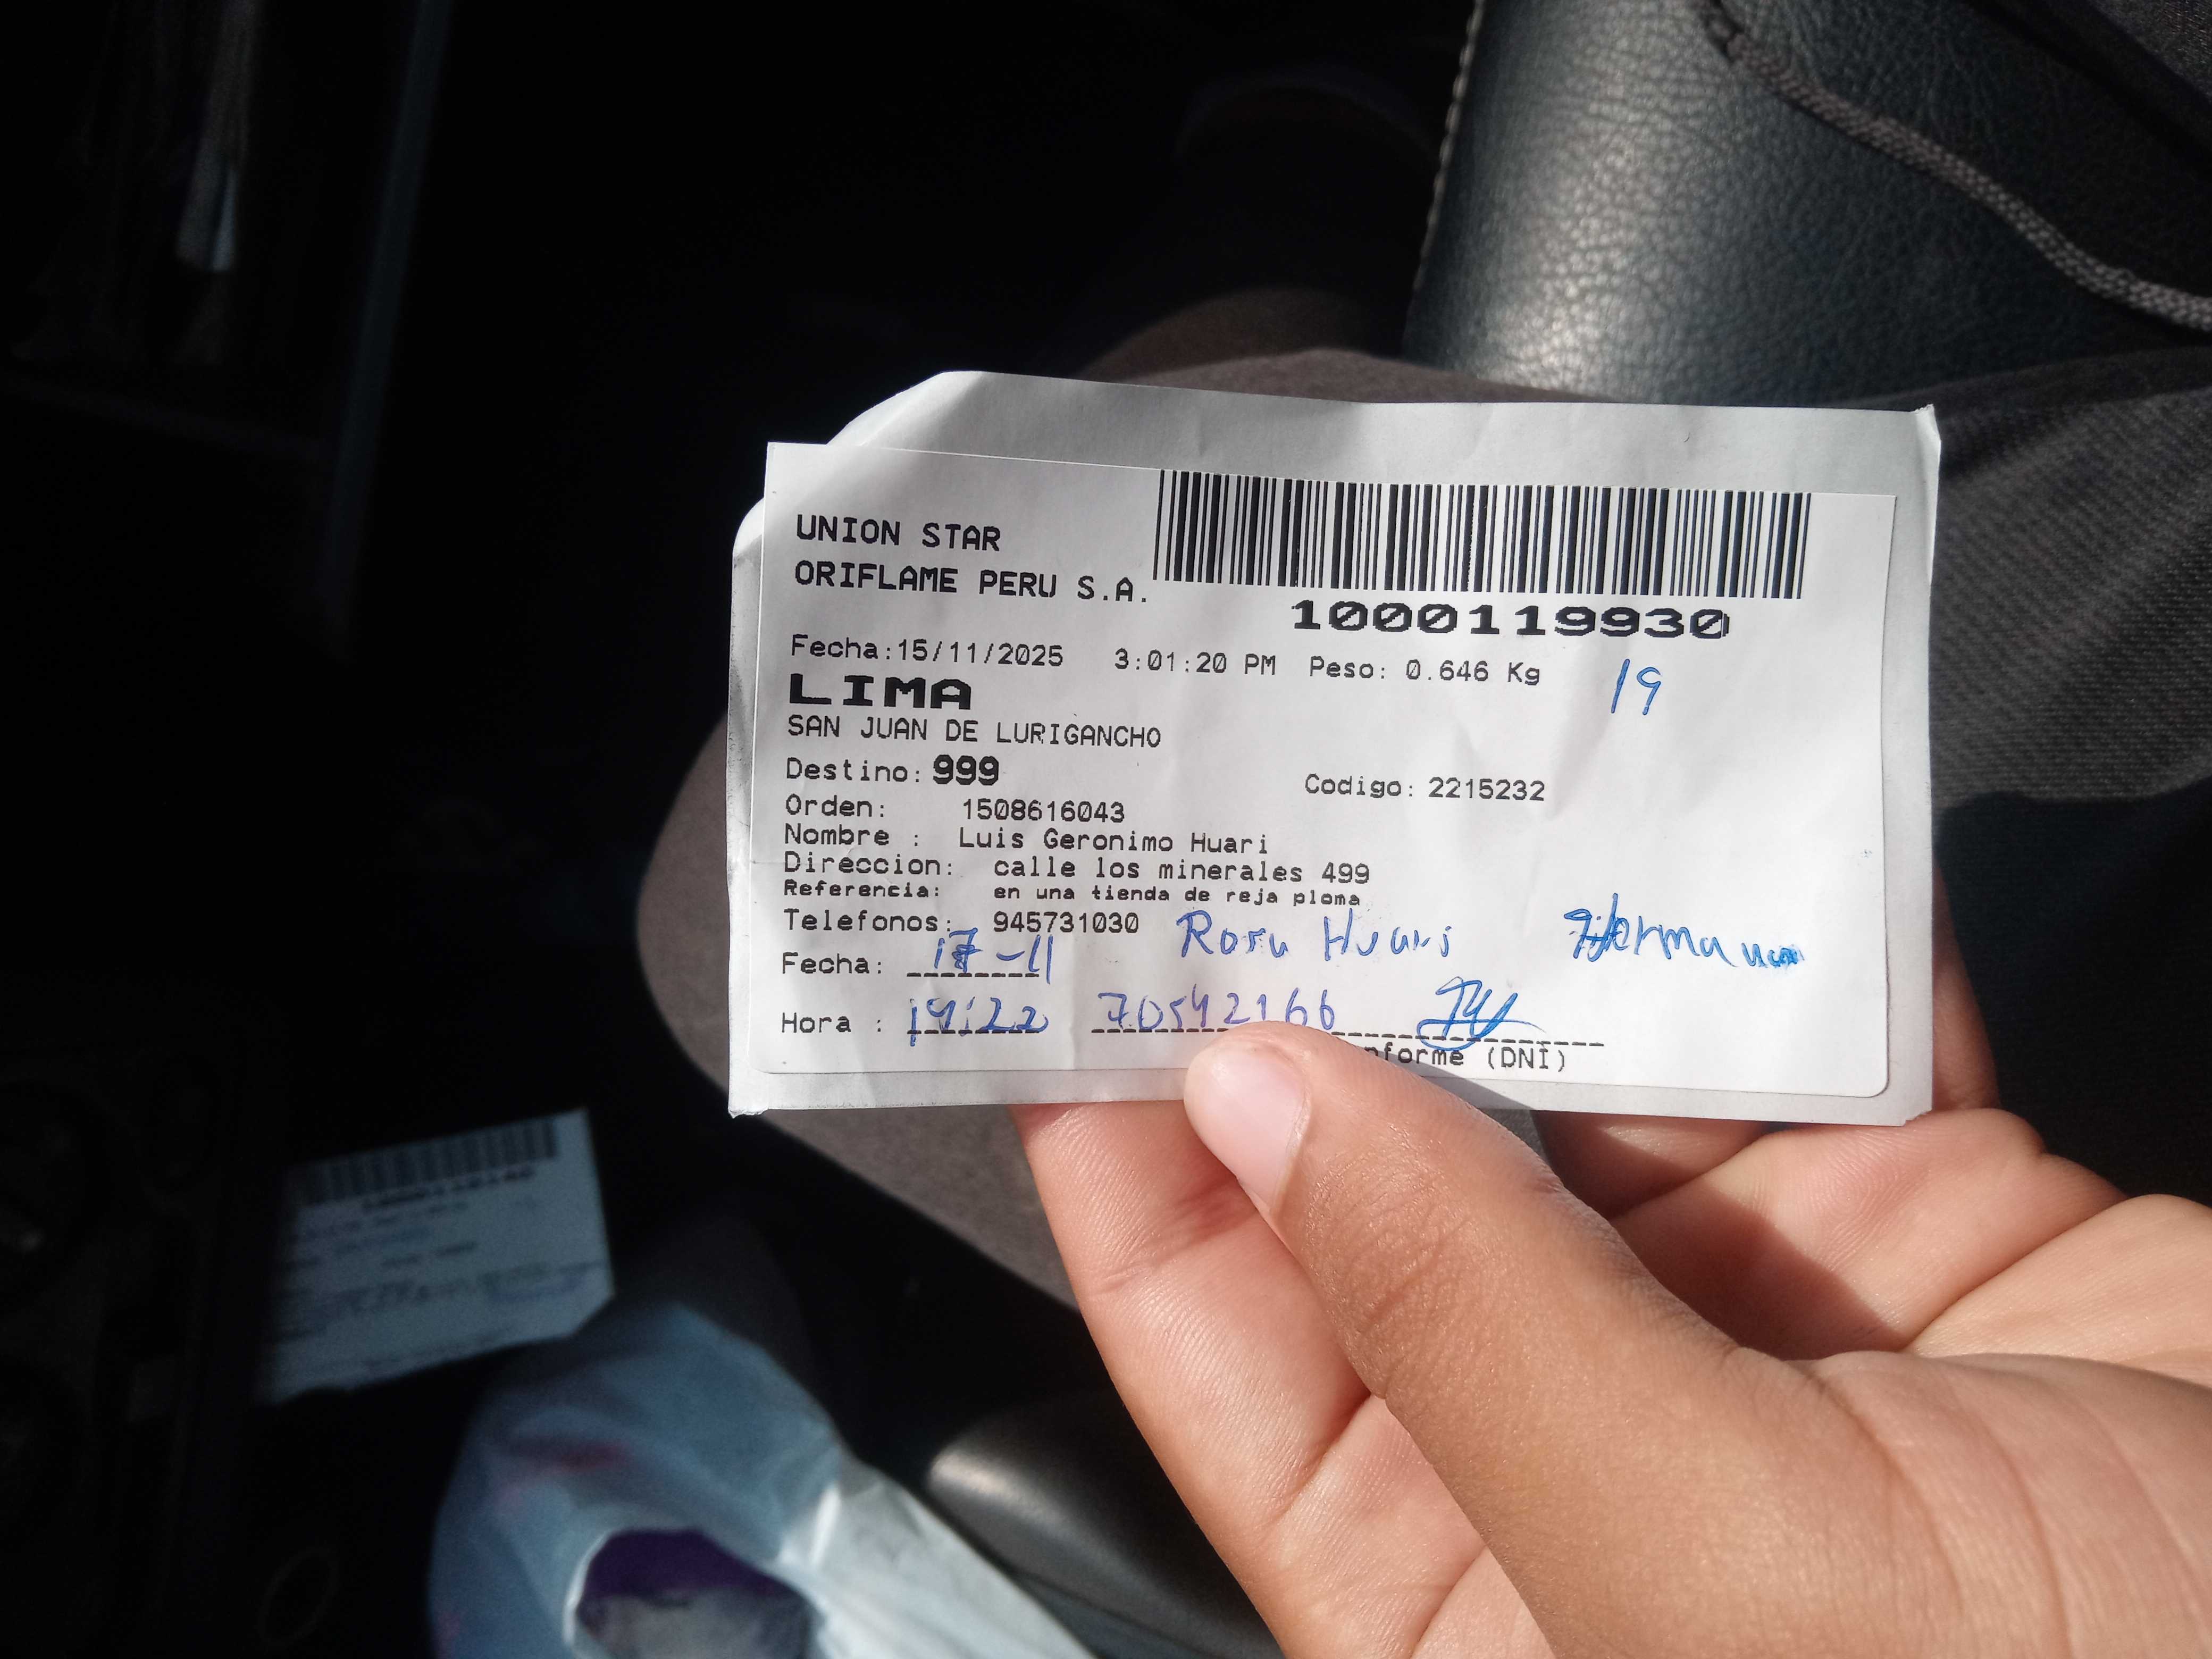 UNION STAR
ORIFLAME PERU S.A.
1000119930
Fecha:15/11/2025 3:01:20 PM Peso: 0.646 Kg
19
LIMA
SAN JUAN DE LURIGANCHO
Destino: 999 Codigo: 2215232
Orden: 1508616043
Nombre : Luis Geronimo Huari
Direccion: calle los minerales 499
Referencia: en una tienda de reja ploma
Telefonos: 945731030
Rosa Huari
Fecha: 17-11
Hora : 14:22 70542166
(DNI)